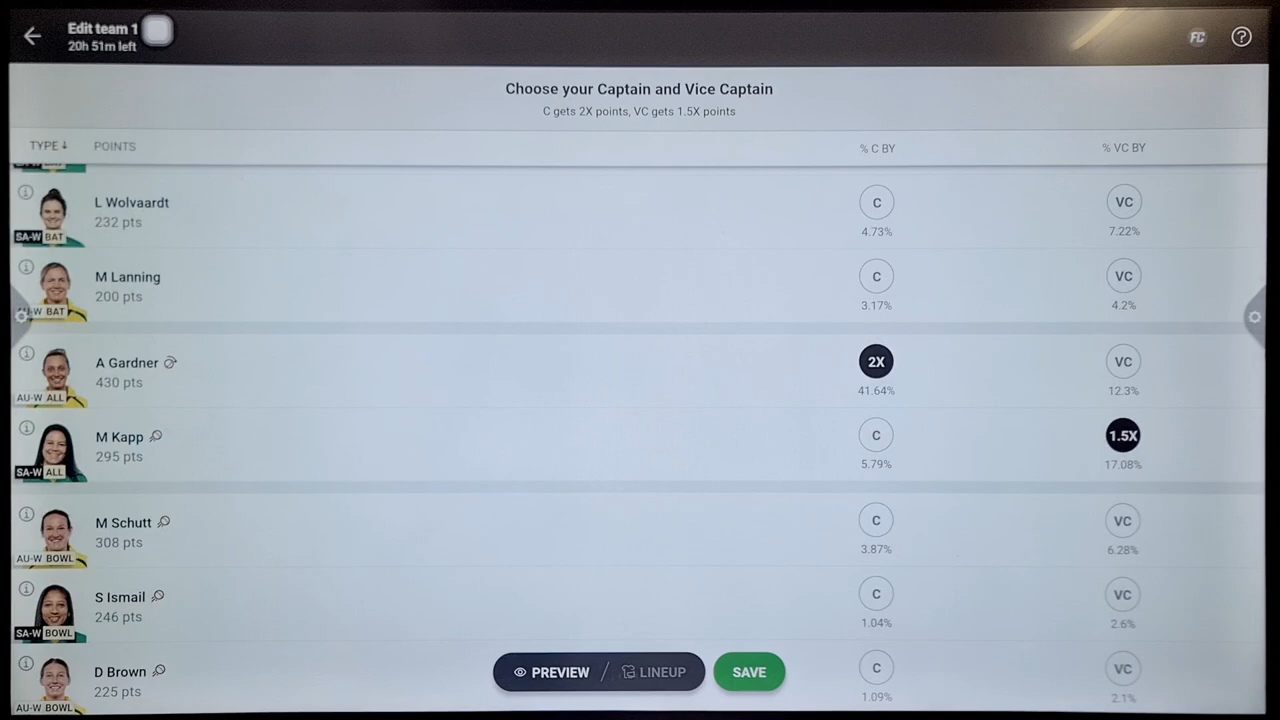 Edit team 1
20h 51m left
FC
?
Choose your Captain and Vice Captain
C gets 2X points, VC gets 1.5X points
TYPE↓ POINTS % C BY % VC BY
L Wolvaardt
232 pts
SA-W BAT
C
4.73%
VC
7.22%
M Lanning
200 pts
W BAT
C
3.17%
VC
4.2%
A Gardner
430 pts
AU-W ALL
2X
41.64%
VC
12.3%
M Kapp
295 pts
SA-W ALL
C
5.79%
1.5X
17.08%
M Schutt
308 pts
AU-W BOWL
C
3.87%
VC
6.28%
S Ismail
246 pts
SA-W BOWL
C
1.04%
VC
2.6%
D Brown
225 pts
AU-W BOWL
C
1.09%
VC
2.1%
PREVIEW / LINEUP
SAVE